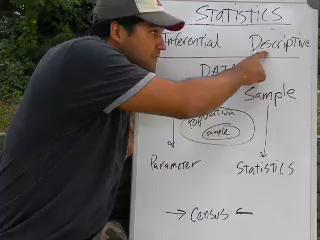 Statistics
Inferential Descriptive
DATA
Sample
Population
Sample
Parameter Statistics
→ Census ←